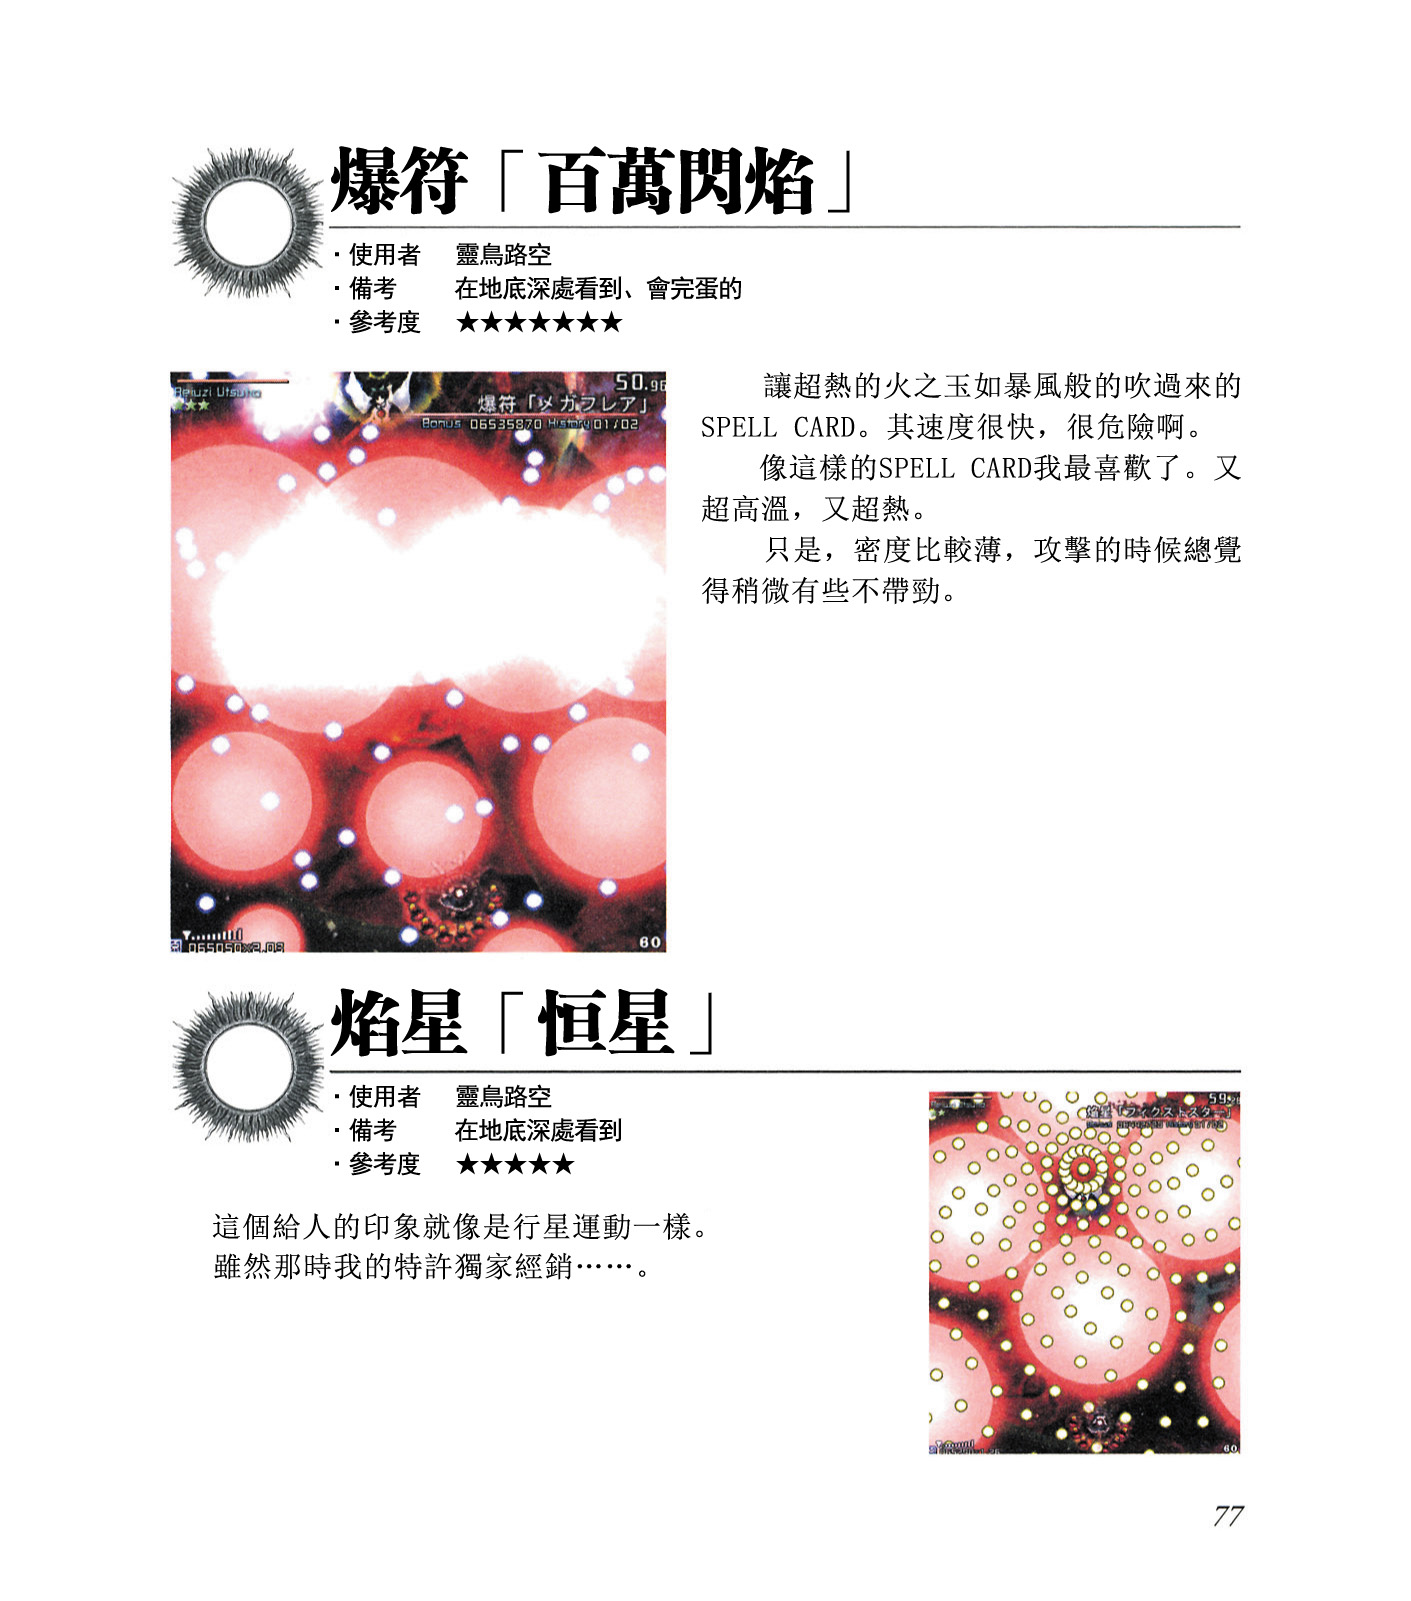 爆符「百萬閃焰」
・使用者 靈烏路空
・備考 在地底深處看到、會完蛋的
・參考度 ★★★★★★★
Reiuzi Utsuho
50.96
爆符「メガフレア」
Bonus 06535870 History 01/02
讓超熱的火之玉如暴風般的吹過來的
SPELL CARD。其速度很快，很危險啊。
像這樣的SPELL CARD我最喜歡了。又
超高溫，又超熱。
只是，密度比較薄，攻擊的時候總覺
得稍微有些不帶勁。
065050×2.03
60
焰星「恒星」
・使用者 靈烏路空
・備考 在地底深處看到
・參考度 ★★★★★
焰星「フィクストスター」
這個給人的印象就像是行星運動一樣。
雖然那時我的特許獨家經銷……。
60
77